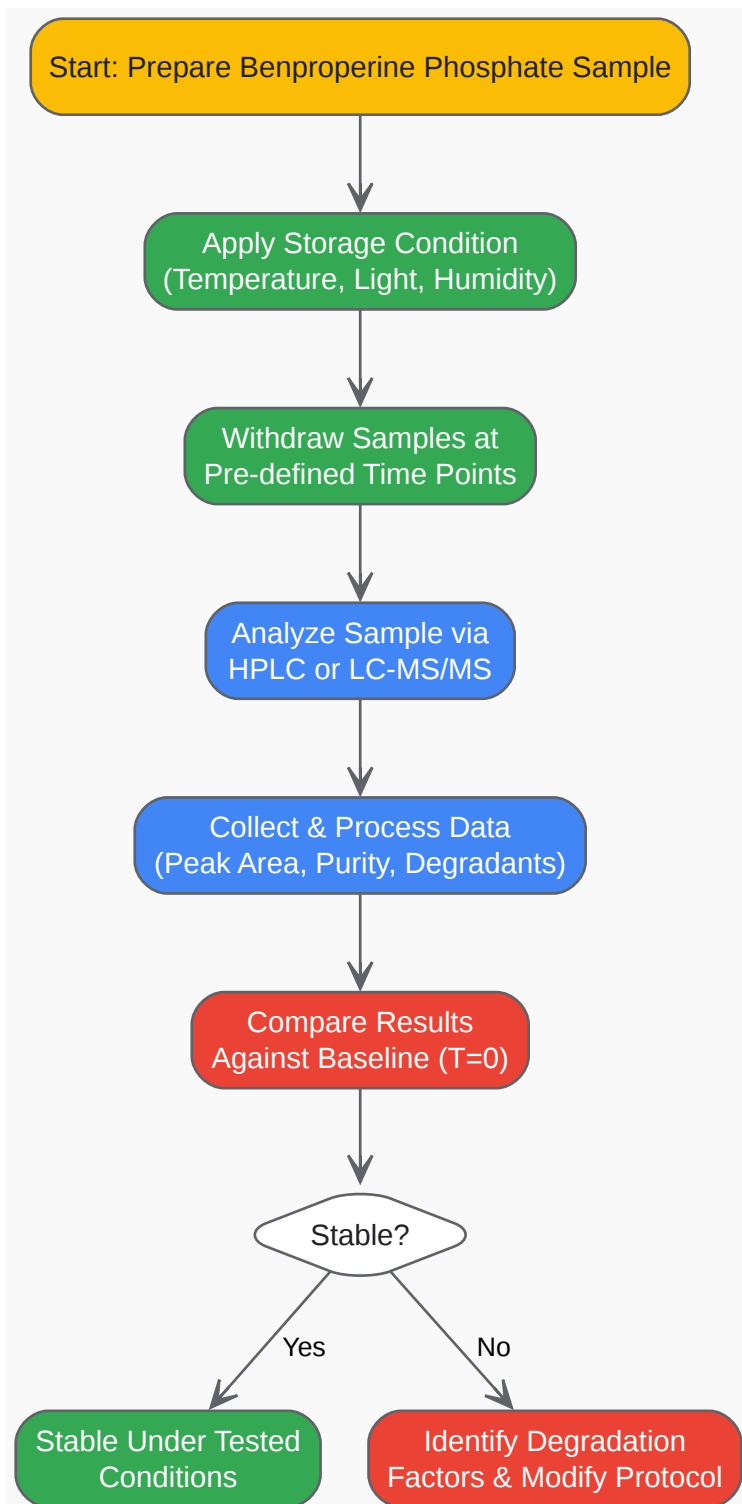 Start: Prepare Benproperine Phosphate Sample
Apply Storage Condition
(Temperature, Light, Humidity)
Withdraw Samples at
Pre-defined Time Points
Analyze Sample via
HPLC or LC-MS/MS
Collect & Process Data
(Peak Area, Purity, Degradants)
Compare Results
Against Baseline (T=0)
Stable?
Yes
No
Stable Under Tested
Conditions
Identify Degradation
Factors & Modify Protocol